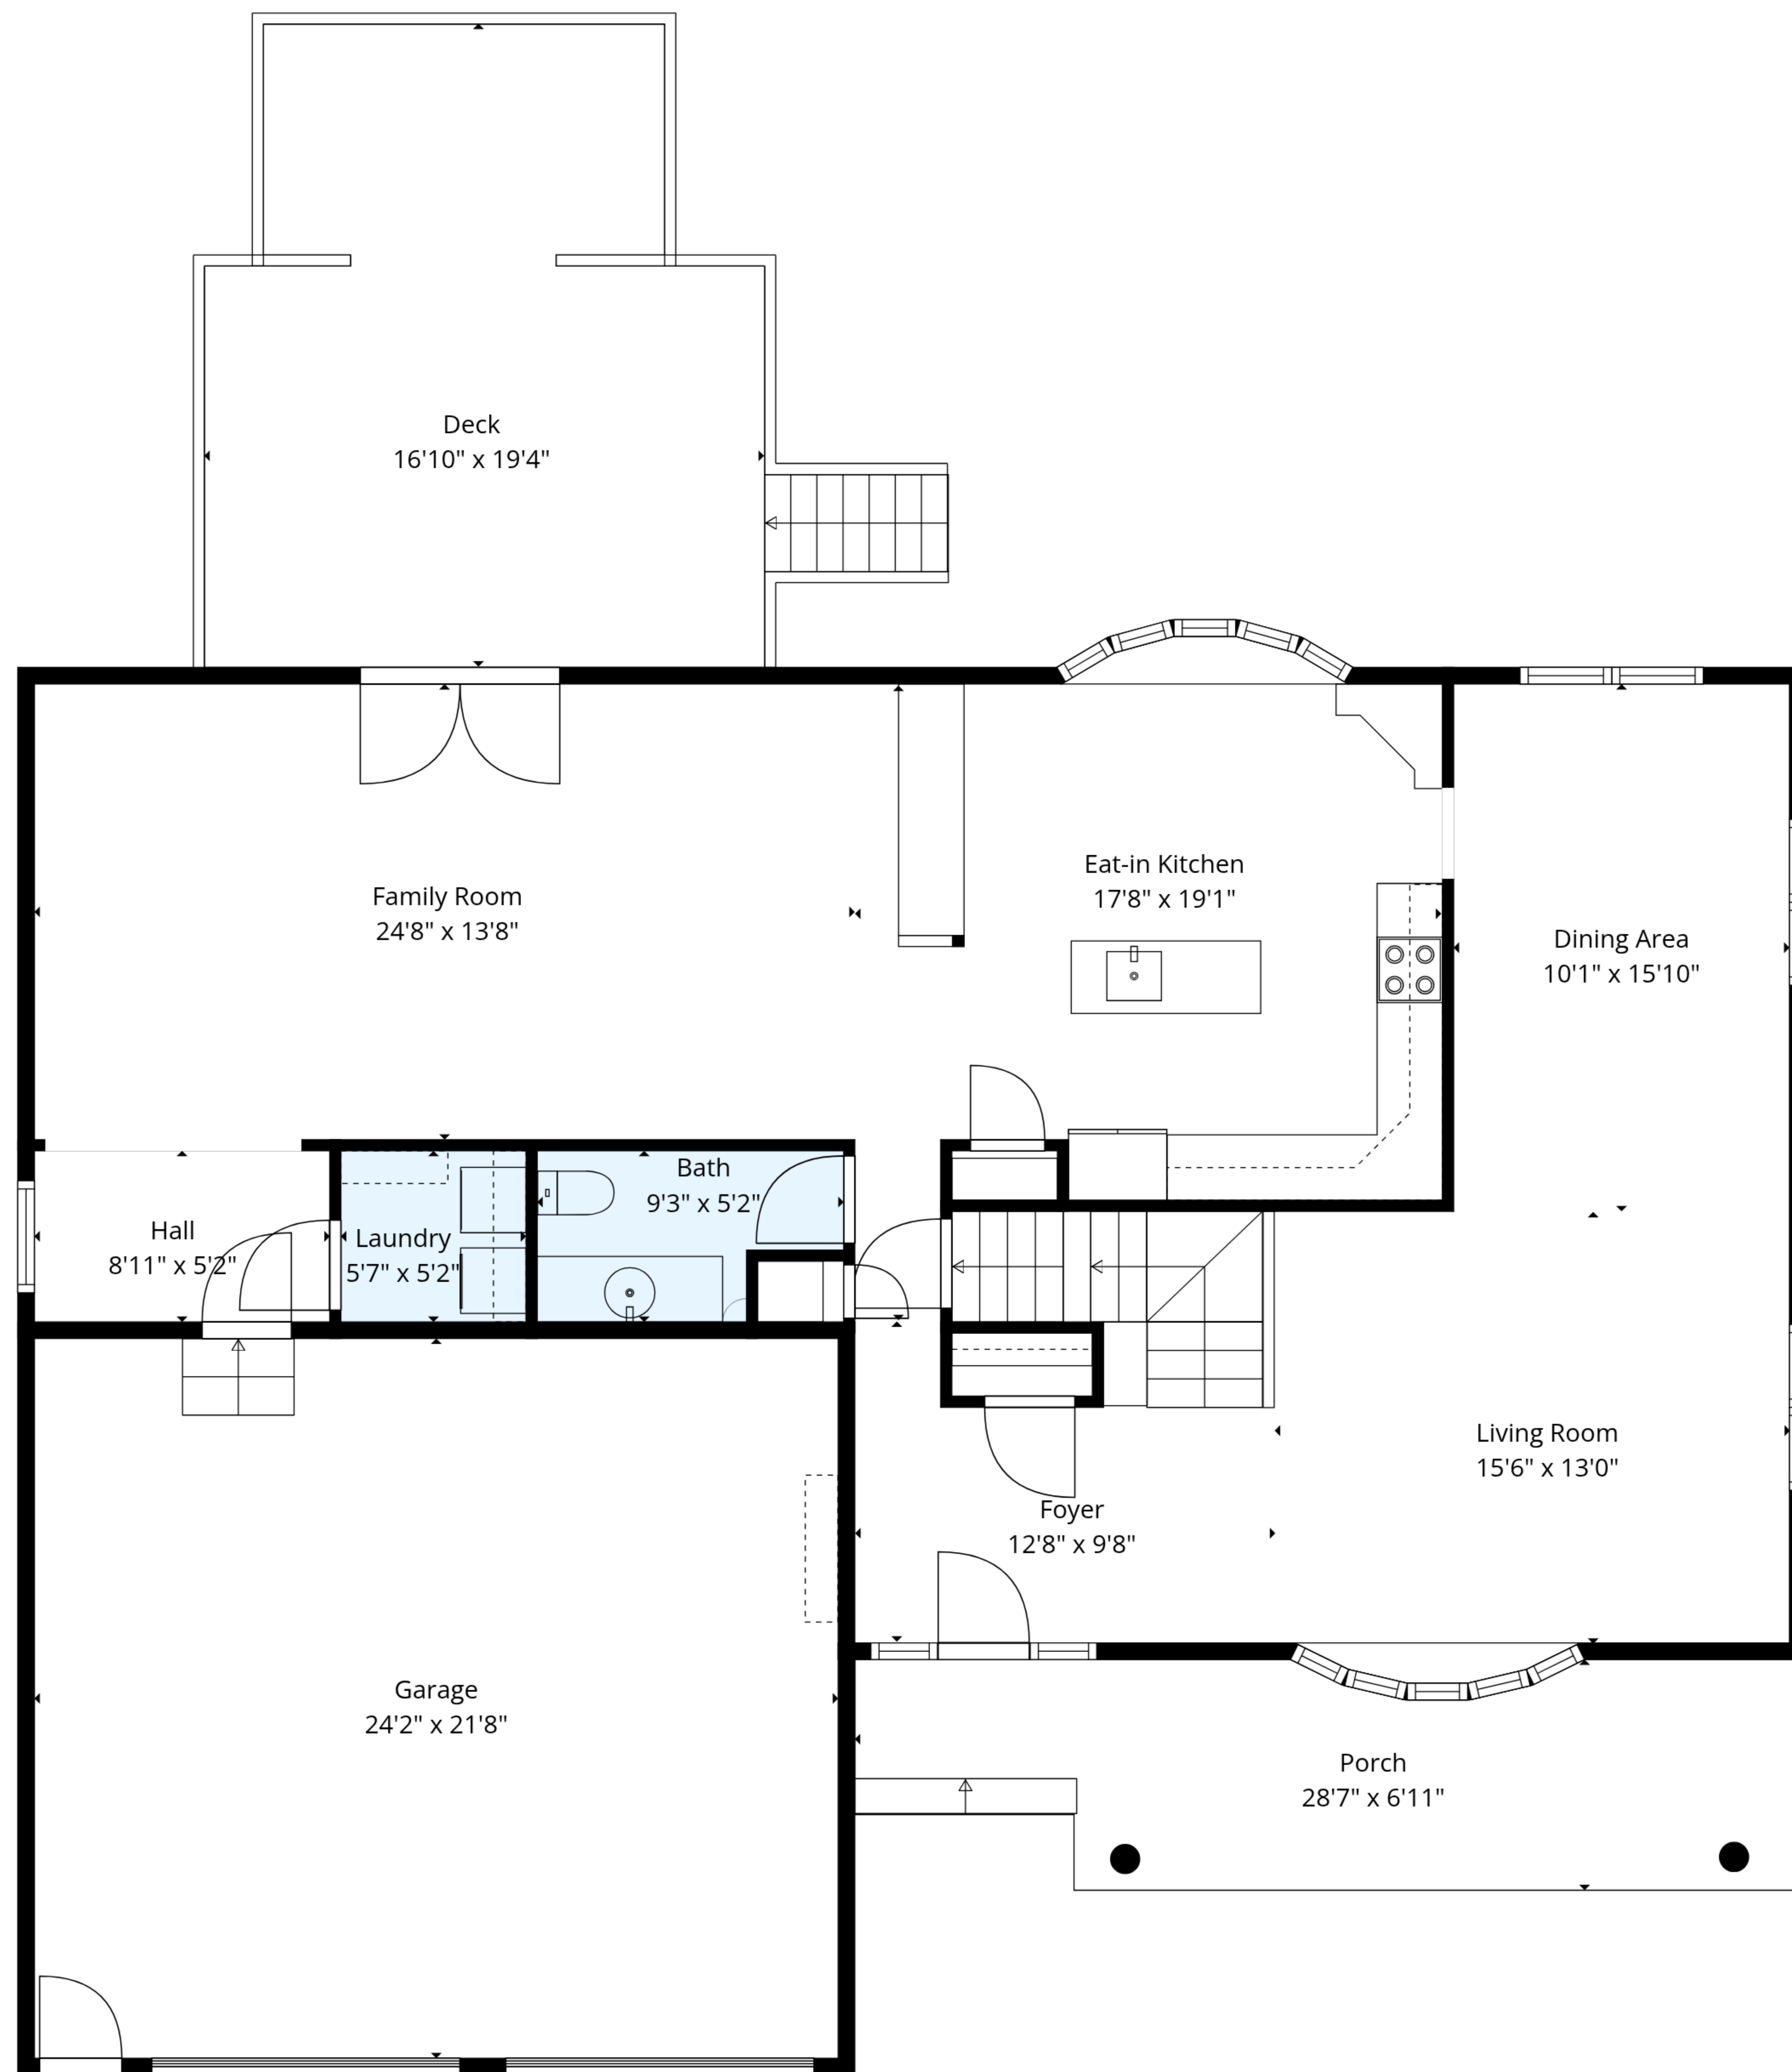 Deck
16'10" x 19'4"
Family Room
24'8" x 13'8"
Eat-in Kitchen
17'8" x 19'1"
Dining Area
10'1" x 15'10"
Bath
9'3" x 5'2"
Hall
8'11" x 5'2"
Laundry
5'7" x 5'2"
Living Room
15'6" x 13'0"
Foyer
12'8" x 9'8"
Garage
24'2" x 21'8"
Porch
28'7" x 6'11"